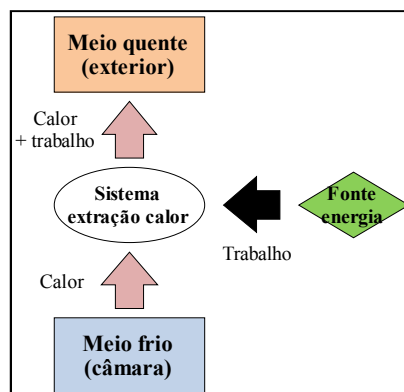 Meio quente
(exterior)
Calor
+ trabalho
Sistema
extração calor
Fonte
energia
Trabalho
Calor
Meio frio
(câmara)